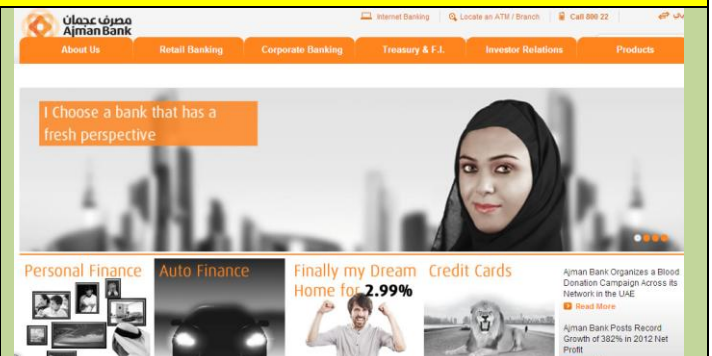 مصرف عجمان
Ajman Bank
Internet Banking
Locate an ATM / Branch
Call 800 22
About Us
Retail Banking
Corporate Banking
Treasury & F.I.
Investor Relations
Products
I Choose a bank that has a
fresh perspective
Personal Finance
Auto Finance
Finally my Dream
Home for 2.99%
Credit Cards
Ajman Bank Organizes a Blood
Donation Campaign Across its
Network in the UAE
Read More
Ajman Bank Posts Record
Growth of 382% in 2012 Net
Profit